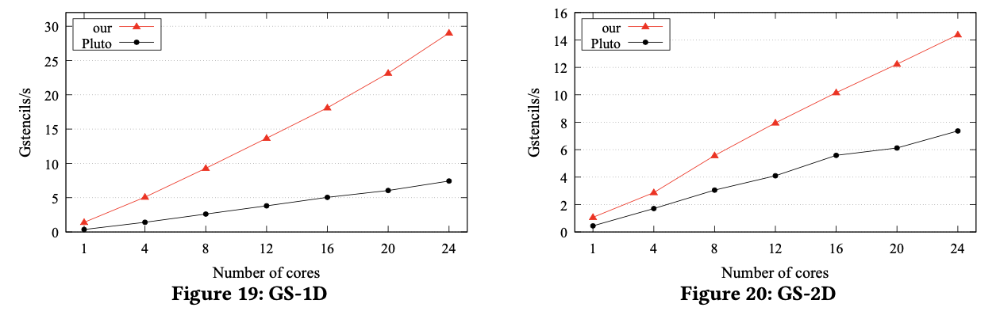 our
Pluto
Gstencils/s
30
25
20
15
10
5
0
1 4 8 12 16 20 24
Number of cores
Figure 19: GS-1D
our
Pluto
Gstencils/s
16
14
12
10
8
6
4
2
0
1 4 8 12 16 20 24
Number of cores
Figure 20: GS-2D